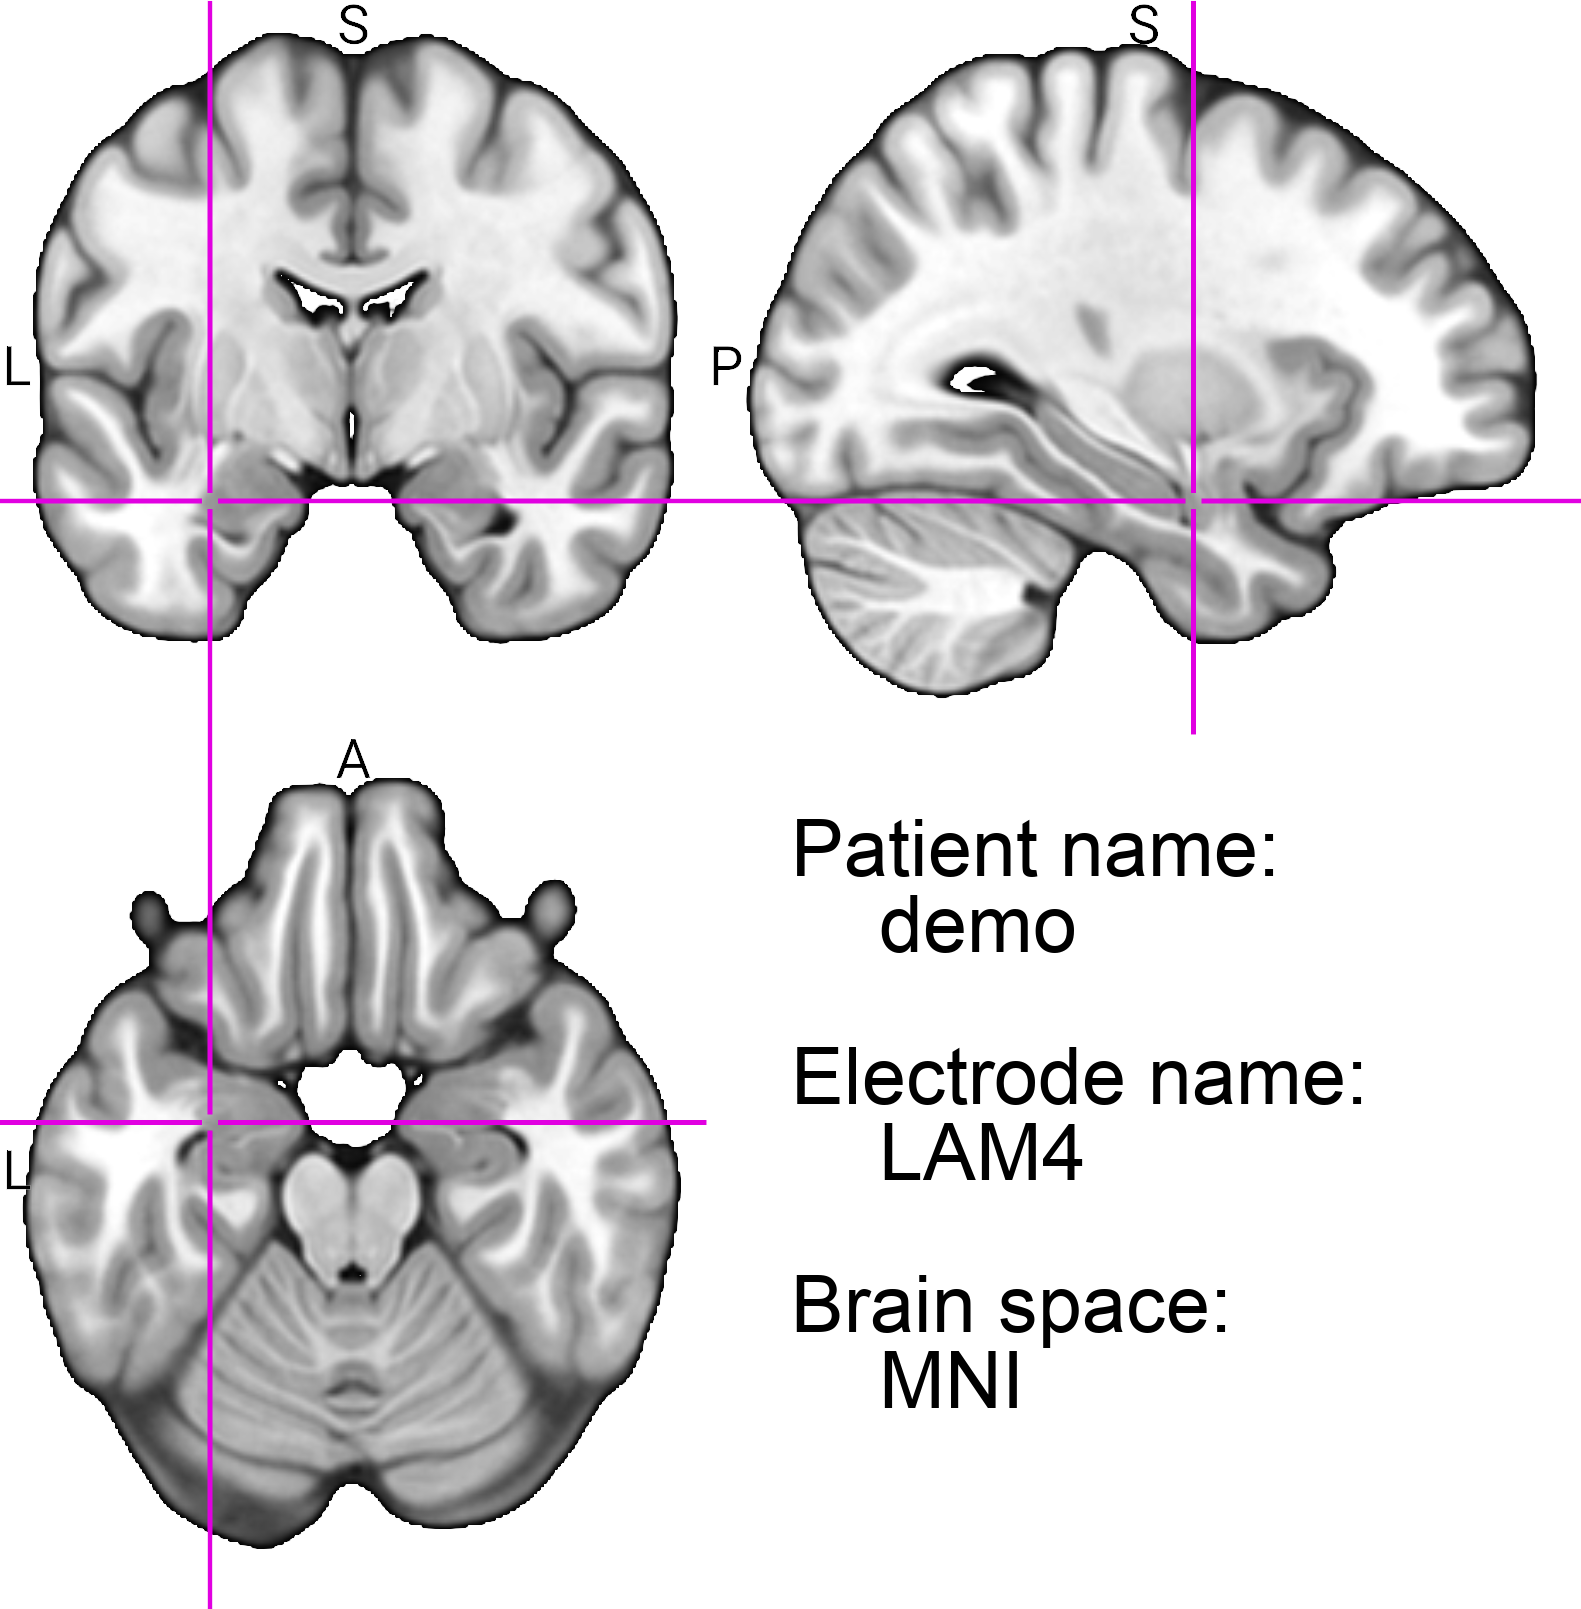 S
S
L
P
A
L
Patient name:
demo
Electrode name:
LAM4
Brain space:
MNI